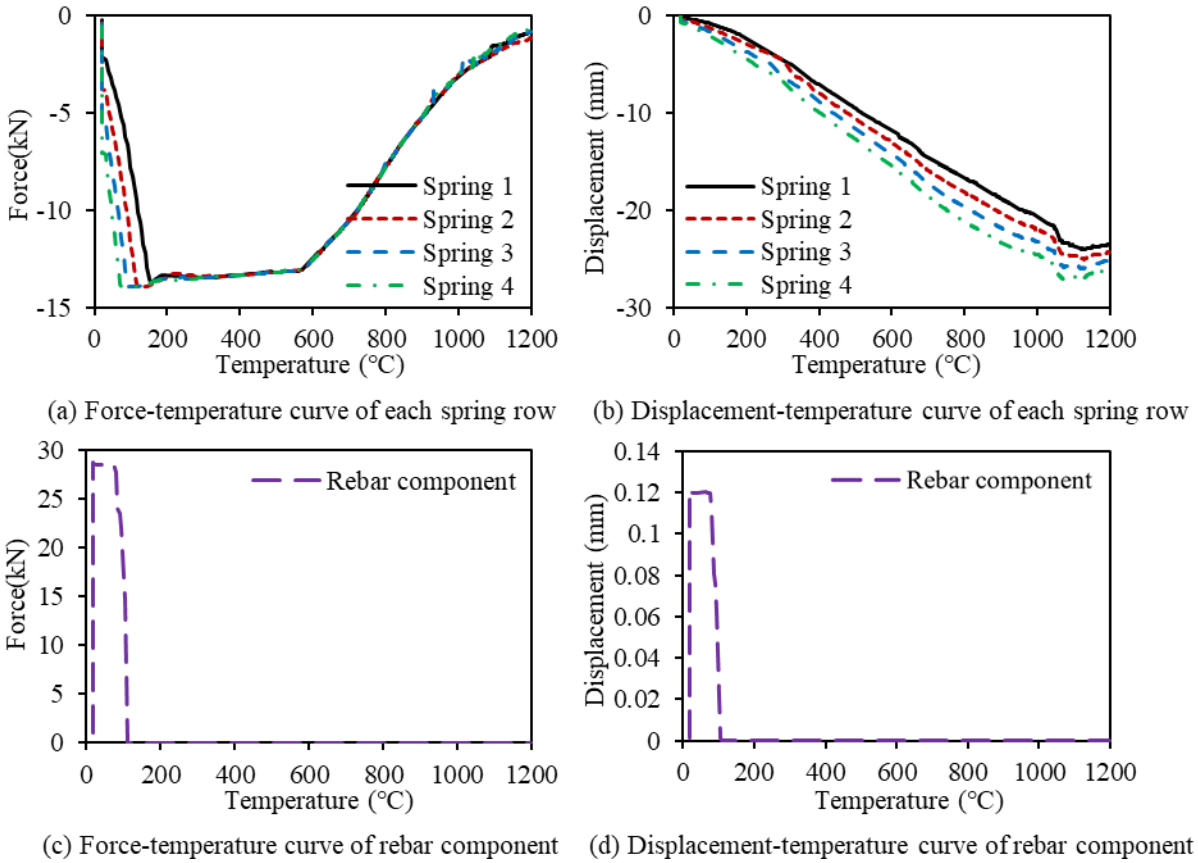 0
-5
-10
-15
Force(kN)
Spring 1
Spring 2
Spring 3
Spring 4
0 200 400 600 800 1000 1200
Temperature (℃)
(a) Force-temperature curve of each spring row
0
-10
-20
-30
Displacement (mm)
Spring 1
Spring 2
Spring 3
Spring 4
0 200 400 600 800 1000 1200
Temperature (℃)
(b) Displacement-temperature curve of each spring row
30
25
20
15
10
5
0
Force(kN)
Rebar component
0 200 400 600 800 1000 1200
Temperature (℃)
(c) Force-temperature curve of rebar component
0.14
0.12
0.1
0.08
0.06
0.04
0.02
0
Displacement (mm)
Rebar component
0 200 400 600 800 1000 1200
Temperature (℃)
(d) Displacement-temperature curve of rebar component